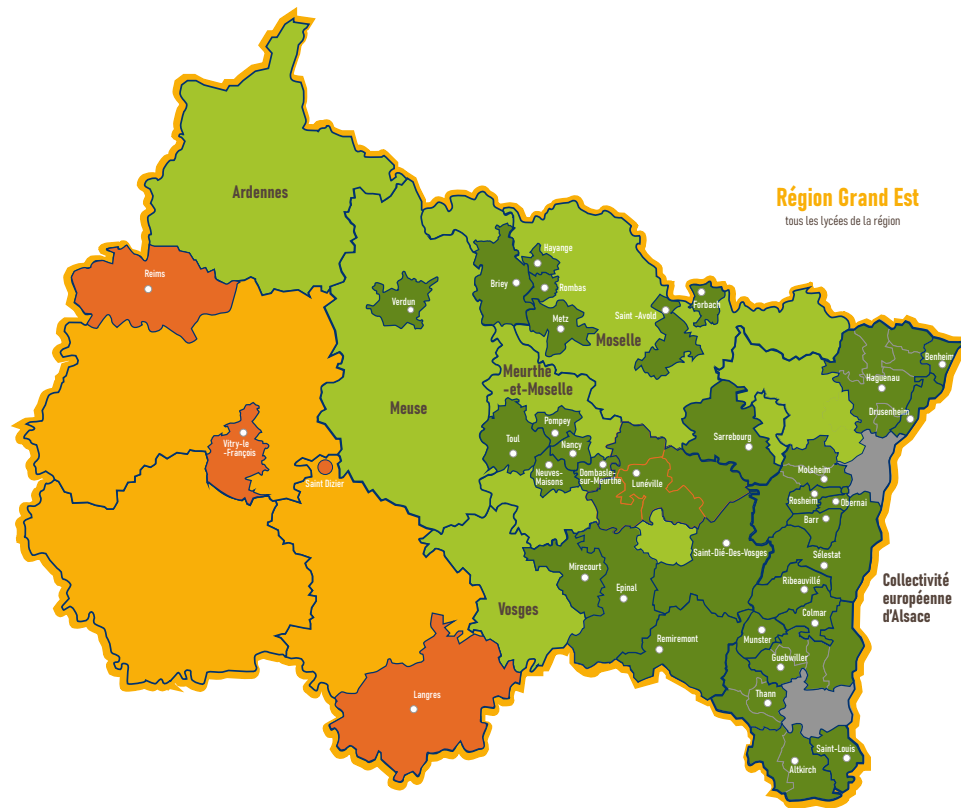 Ardennes
Région Grand Est
tous les lycées de la région
Hayange
Reims
Briey
Rombas
Verdun
Forbach
Metz
Saint -Avold
Moselle
Benheim
Meurthe
-et-Moselle
Haguenau
Meuse
Pompey
Drusenheim
Toul
Nancy
Sarrebourg
Vitry-le
-François
Neuves-
Maisons
Dombasle-
sur-Meurthe
Lunéville
Molsheim
Saint Dizier
Rosheim
Obernai
Barr
Saint-Dié-Des-Vosges
Sélestat
Mirecourt
Ribeauvillé
Collectivité
européenne
d'Alsace
Epinal
Vosges
Colmar
Munster
Remiremont
Guebwiller
Langres
Thann
Saint-Louis
Altkirch